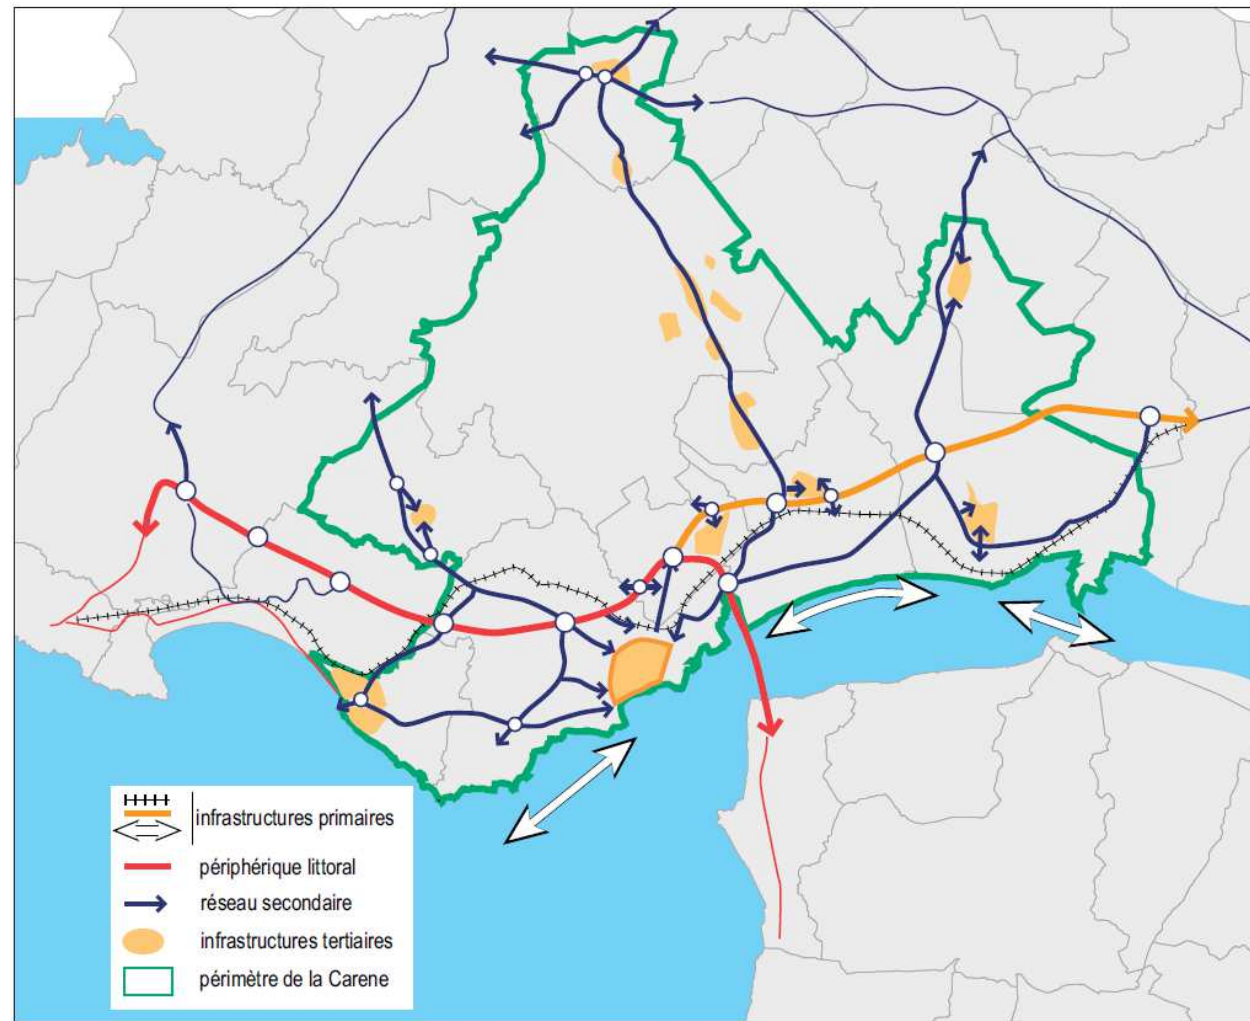 infrastructures primaires
périphérique littoral
réseau secondaire
infrastructures tertiaires
périmètre de la Carene